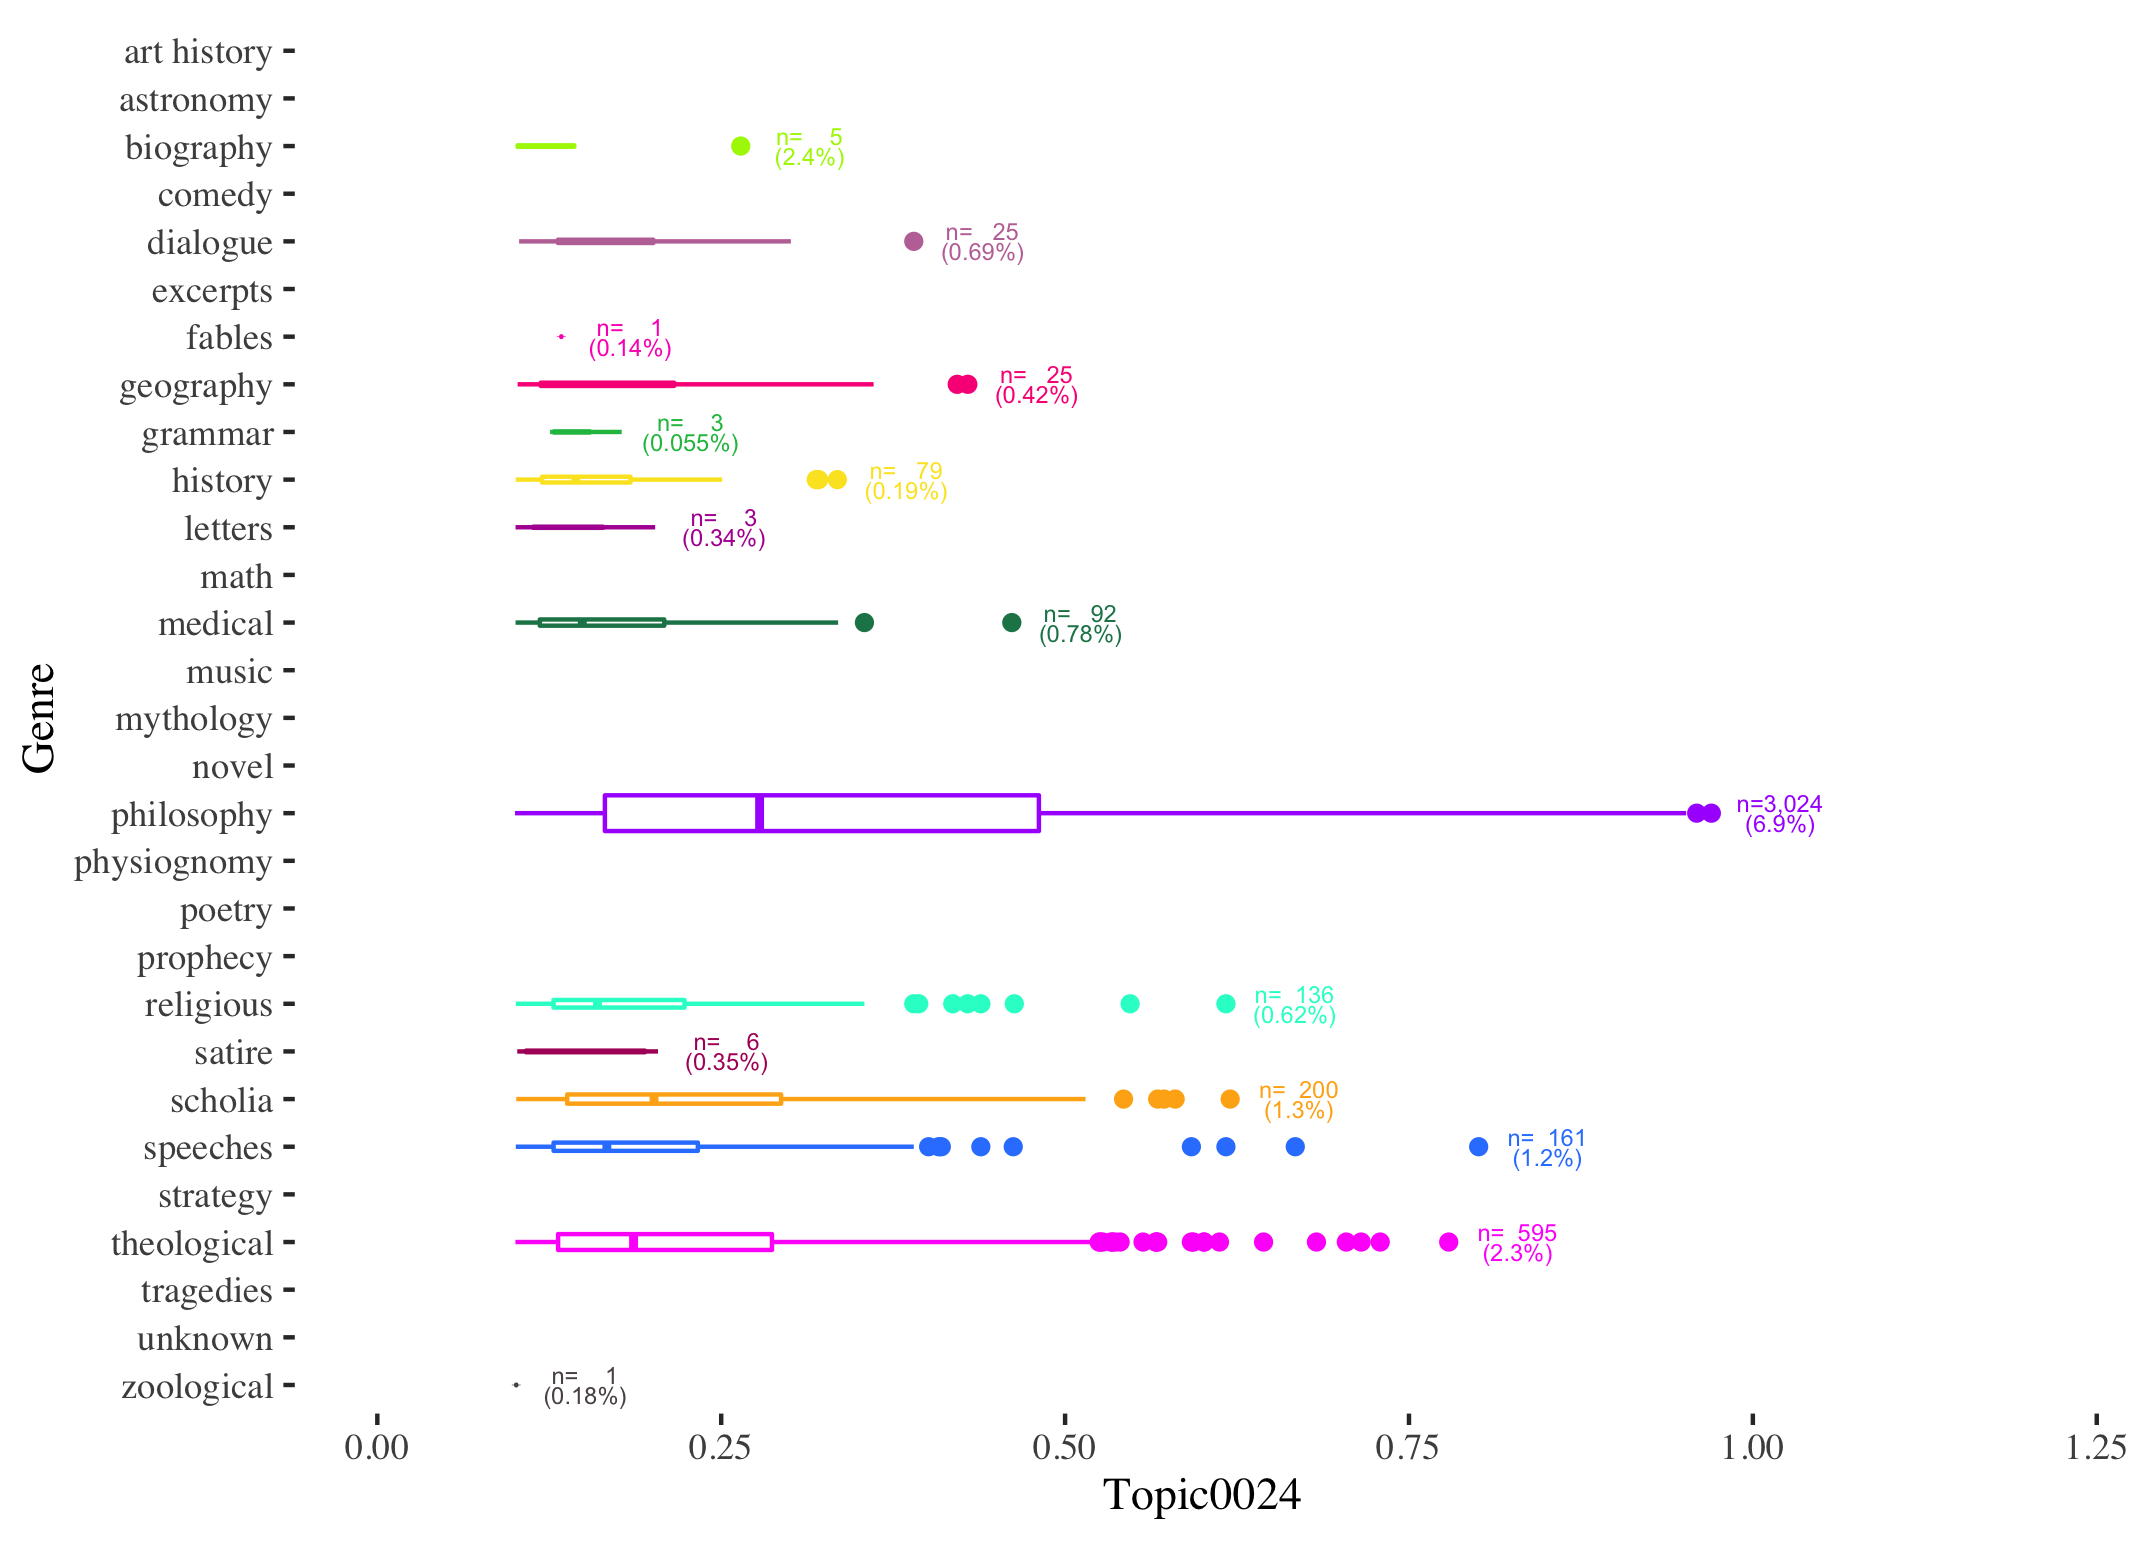 art history
astronomy
biography
n= 5
(2.4%)
comedy
dialogue
n= 25
(0.69%)
excerpts
fables
n= 1
(0.14%)
geography
n= 25
(0.42%)
grammar
n= 3
(0.055%)
history
n= 79
(0.19%)
letters
n= 3
(0.34%)
math
medical
n= 92
(0.78%)
music
mythology
novel
philosophy
n=3,024
(6.9%)
physiognomy
poetry
prophecy
religious
n= 136
(0.62%)
satire
n= 6
(0.35%)
scholia
n= 200
(1.3%)
speeches
n= 161
(1.2%)
strategy
theological
n= 595
(2.3%)
tragedies
unknown
zoological
n= 1
(0.18%)
Genre
0.00 0.25 0.50 0.75 1.00 1.25
Topic0024